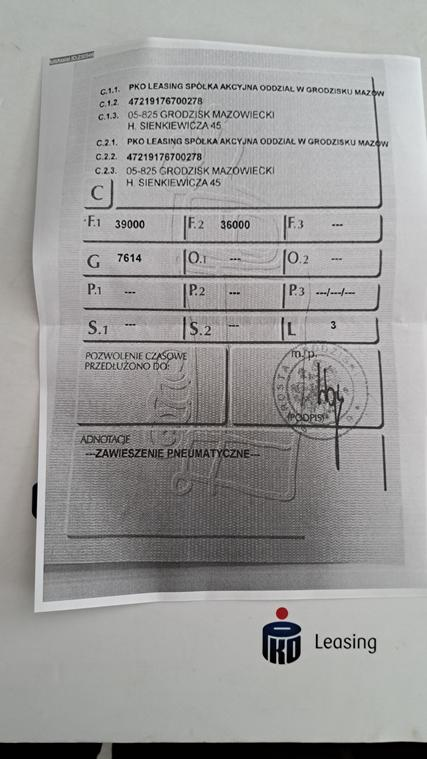 C.1.1. PKO LEASING SPÓŁKA AKCYJNA ODDZIAŁ W GRODZISKU MAZOW
C.1.2. 47219176700278
C.1.3. 05-825 GRODZISK MAZOWIECKI
H. SIENKIEWICZA 45
C.2.1. PKO LEASING SPÓŁKA AKCYJNA ODDZIAŁ W GRODZISKU MAZOW
C.2.2. 47219176700278
C.2.3. 05-825 GRODZISK MAZOWIECKI
H. SIENKIEWICZA 45
C
F.1 39000 F.2 36000 F.3 ---
G 7614 O.1 --- O.2 ---
P.1 --- P.2 --- P.3 ---/---/---
S.1 --- S.2 --- L 3
POZWOLENIE CZASOWE
PRZEDŁUŻONO DO:
m.p.
STAROSTA GRODZISKI
(PODPIS)
ADNOTACJE
---ZAWIESZENIE PNEUMATYCZNE---
PKO Leasing